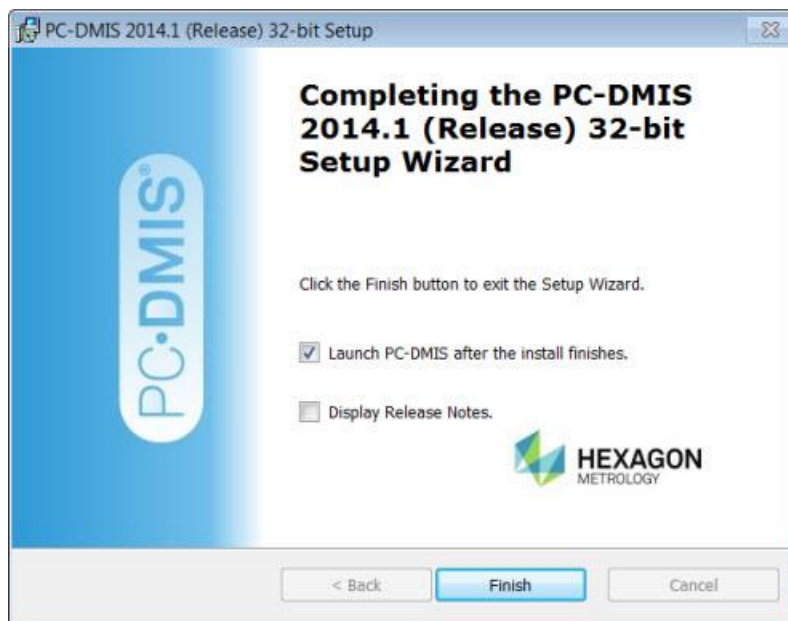 PC-DMIS 2014.1 (Release) 32-bit Setup
Completing the PC-DMIS
2014.1 (Release) 32-bit
Setup Wizard
PC•DMIS®
Click the Finish button to exit the Setup Wizard.
Launch PC-DMIS after the install finishes.
Display Release Notes.
HEXAGON
METROLOGY
< Back Finish Cancel